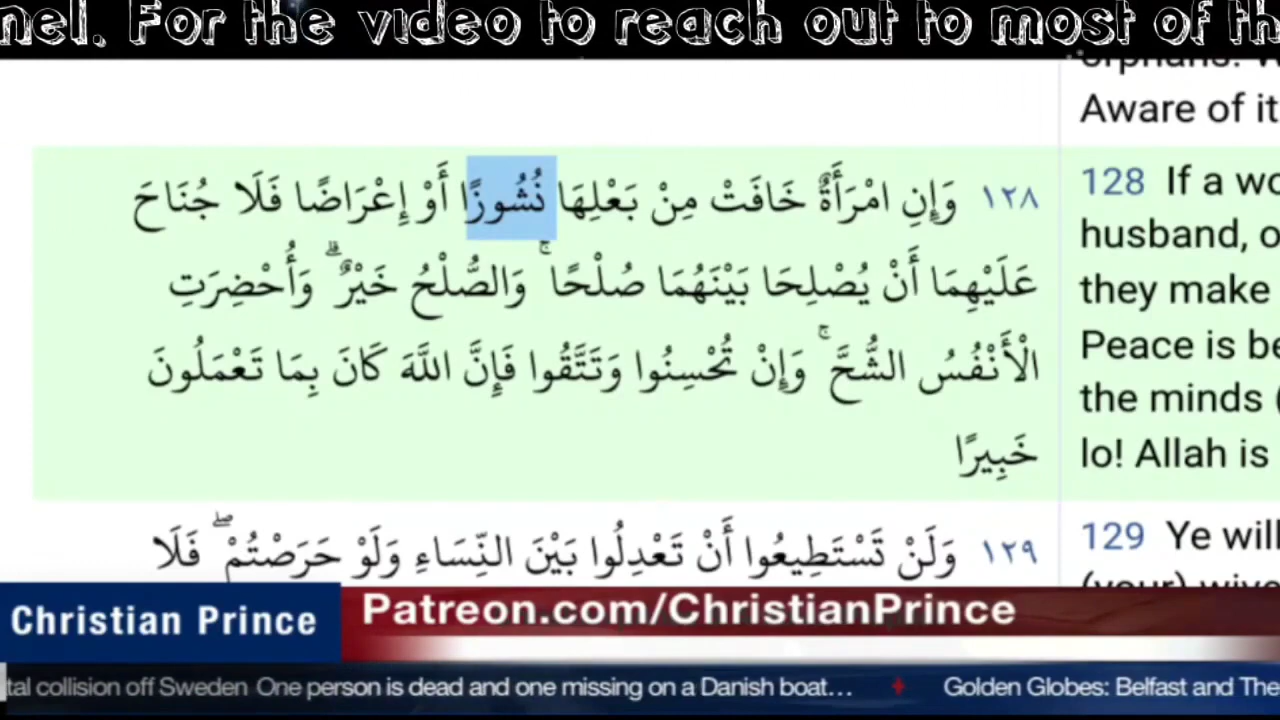 nel. For the video to reach out to most of th
Aware of it
١٢٨ وَإِنِ امْرَأَةٌ خَافَتْ مِنْ بَعْلِهَا نُشُوزًا أَوْ إِعْرَاضًا فَلَا جُنَاحَ
عَلَيْهِمَا أَنْ يُصْلِحَا بَيْنَهُمَا صُلْحًا ۚ وَالصُّلْحُ خَيْرٌ ۗ وَأُحْضِرَتِ
الْأَنْفُسُ الشُّحَّ ۚ وَإِنْ تُحْسِنُوا وَتَتَّقُوا فَإِنَّ اللَّهَ كَانَ بِمَا تَعْمَلُونَ
خَبِيرًا
128 If a wo
husband, o
they make
Peace is be
the minds (
lo! Allah is
١٢٩ وَلَنْ تَسْتَطِيعُوا أَنْ تَعْدِلُوا بَيْنَ النِّسَاءِ وَلَوْ حَرَصْتُمْ ۖ فَلَا
129 Ye will
Christian Prince
Patreon.com/ChristianPrince
tal collision off Sweden One person is dead and one missing on a Danish boat... + Golden Globes: Belfast and The